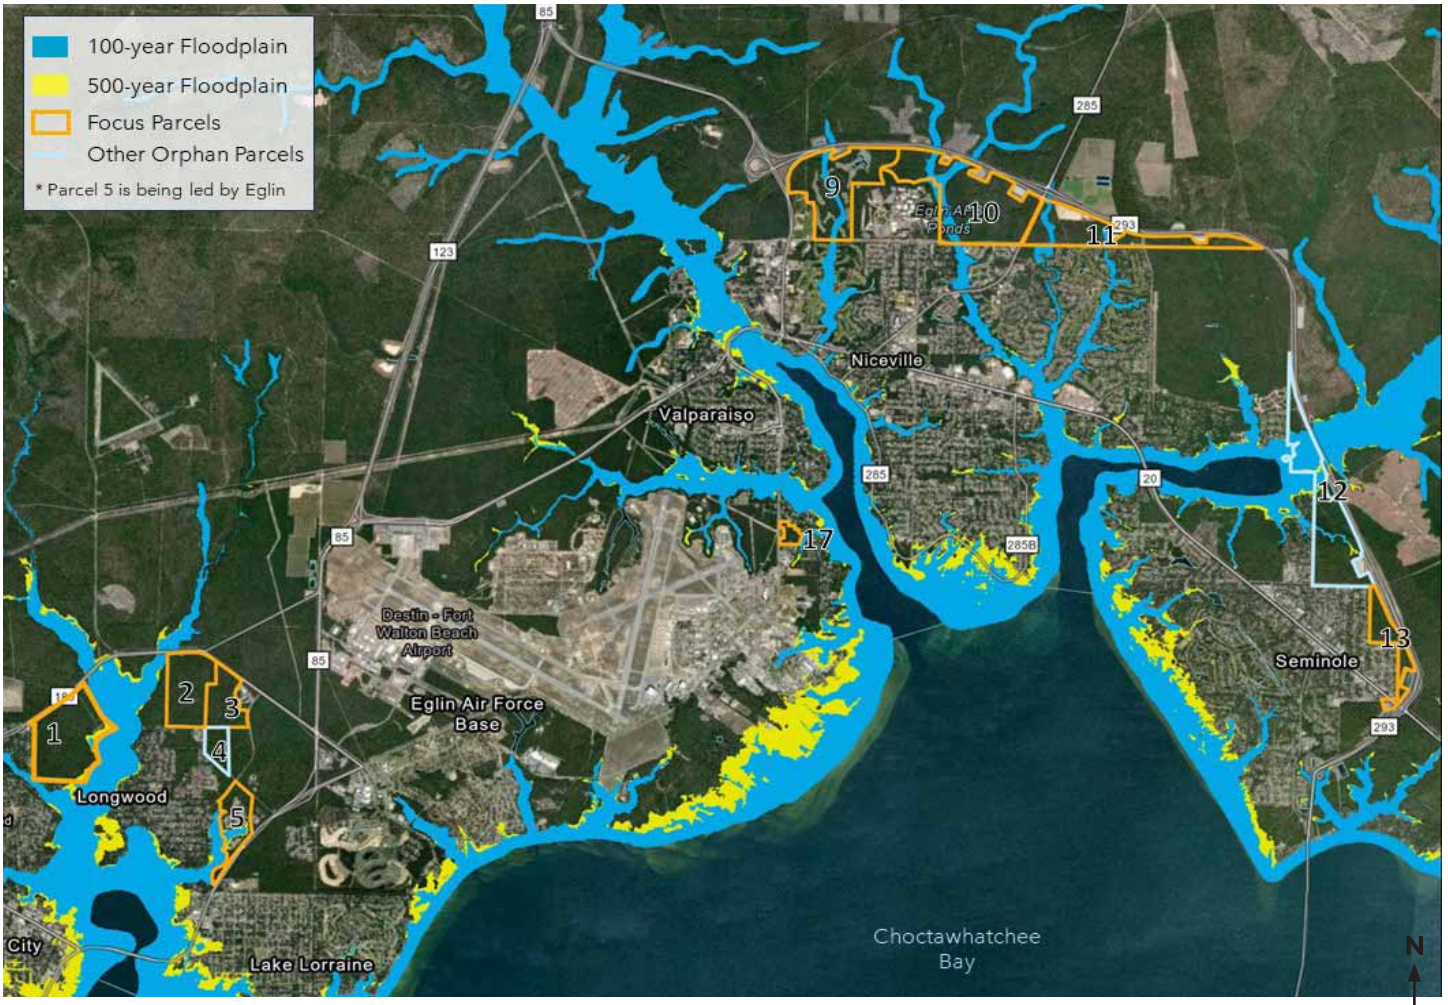 100-year Floodplain
500-year Floodplain
Focus Parcels
Other Orphan Parcels
* Parcel 5 is being led by Eglin
85
285
123
9
10
Ponds
293
11
Niceville
Valparaiso
285
20
12
85
17
285B
Destin - Fort
Walton Beach
Airport
13
Seminole
85
2
3
Eglin Air Force
Base
1
4
293
Longwood
5
City
Lake Lorraine
Choctawhatchee
Bay
N